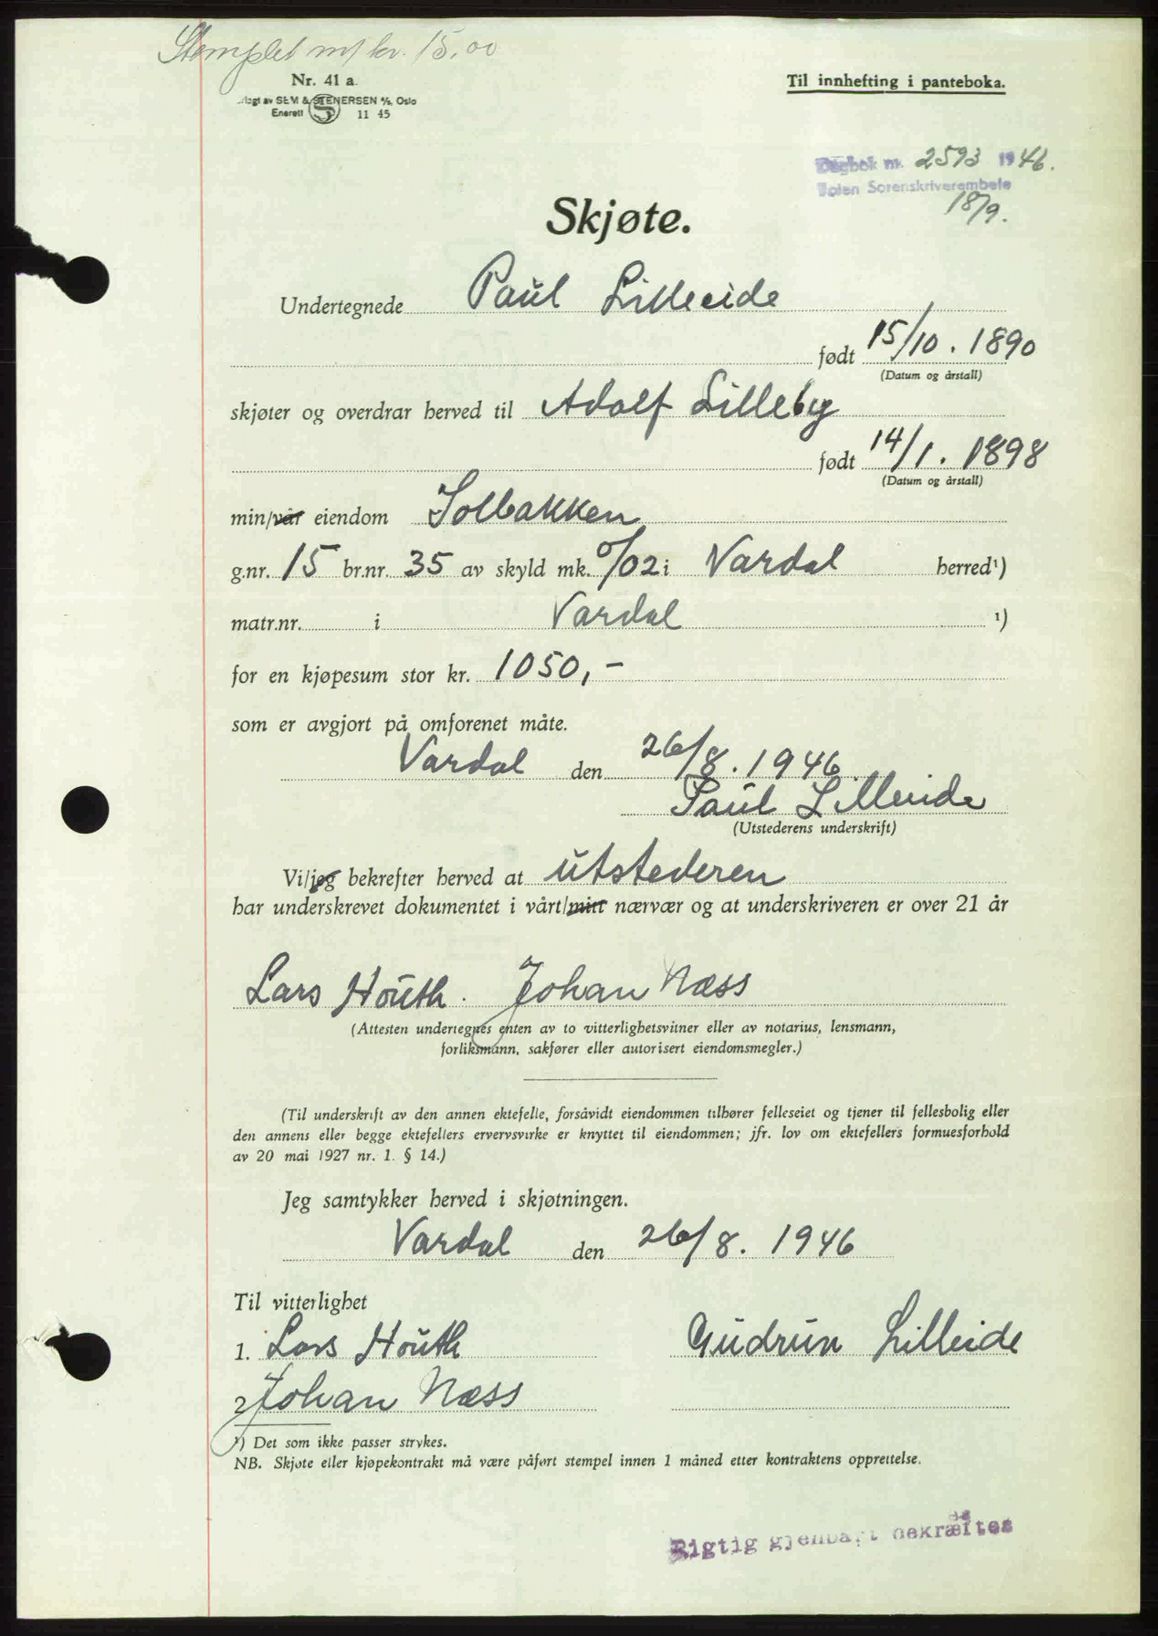 Stemplet m/ kr. 15,00
Nr. 41 a.
av SEM & STENERSEN A/S, Oslo
Enerett S 11 45
Til innhefting i panteboka.
Dagbok nr. 2593 1946.
Toten Sorenskriverembete
18/9.
Skjøte.
Undertegnede Paul Lilleeide
født 15/10. 1890
(Datum og årstall)
skjøter og overdrar herved til Adolf Lilleby
født 14/1. 1898
(Datum og årstall)
min/vår eiendom Solbakken
g.nr. 15 br.nr. 35 av skyld mk. 0/02 i Vardal herred¹)
matr.nr. i Vardal ¹)
for en kjøpesum stor kr. 1050,-
som er avgjort på omforenet måte.
Vardal den 26/8. 1946
Paul Lilleeide
(Utstederens underskrift)
Vi/jeg bekrefter herved at utstederen
har underskrevet dokumentet i vårt/mitt nærvær og at underskriveren er over 21 år
Lars Houth. Johan Næss
(Attesten undertegnes enten av to vitterlighetsvitner eller av notarius, lensmann,
forliksmann, sakfører eller autorisert eiendomsmegler.)
(Til underskrift av den annen ektefelle, forsåvidt eiendommen tilhører felleseiet og tjener til fellesbolig eller
den annens eller begge ektefellers ervervsvirke er knyttet til eiendommen; jfr. lov om ektefellers formuesforhold
av 20 mai 1927 nr. 1. § 14.)
Jeg samtykker herved i skjøtningen.
Vardal den 26/8. 1946
Til vitterlighet
1. Lars Houth Gudrun Lilleide
2 Johan Næss
¹) Det som ikke passer strykes.
NB. Skjøte eller kjøpekontrakt må være påført stempel innen 1 måned etter kontraktens opprettelse.
Rigtig gjenpart bekræftes